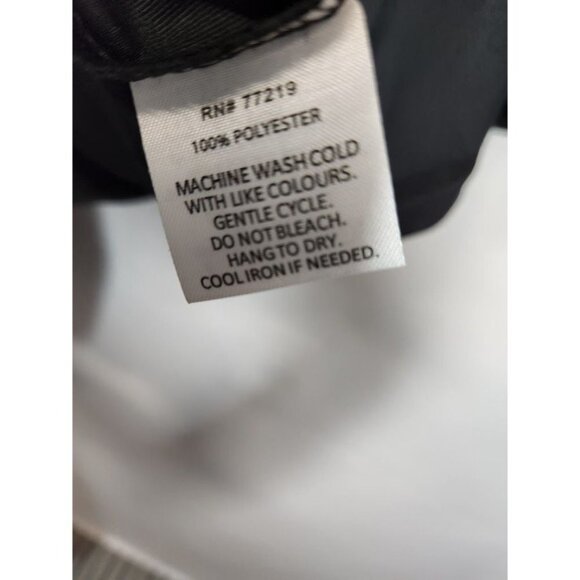 RN# 77219
100% POLYESTER
MACHINE WASH COLD
WITH LIKE COLOURS.
GENTLE CYCLE.
DO NOT BLEACH.
HANG TO DRY.
COOL IRON IF NEEDED.